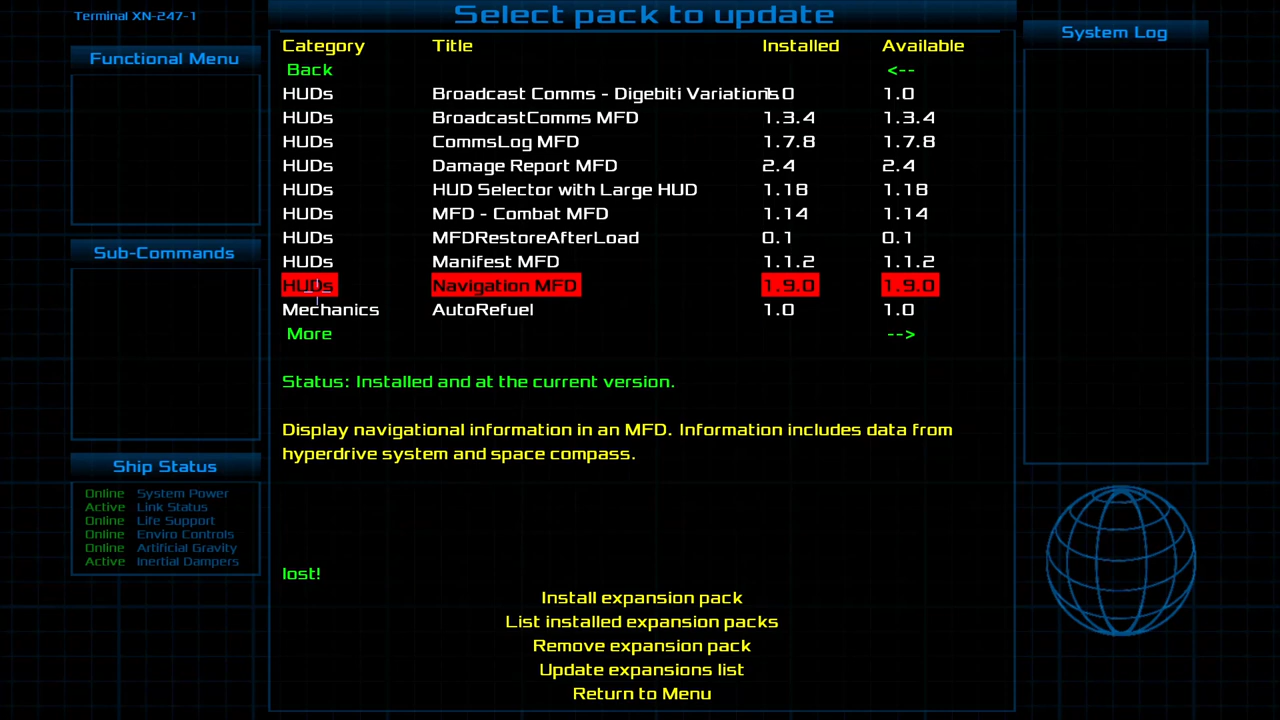 Terminal XN-247-1
Select pack to update
System Log
Functional Menu
Category Title Installed Available
Back <--
HUDs Broadcast Comms - Digebiti Variations 1.0 1.0
HUDs BroadcastComms MFD 1.3.4 1.3.4
HUDs CommsLog MFD 1.7.8 1.7.8
HUDs Damage Report MFD 2.4 2.4
HUDs HUD Selector with Large HUD 1.18 1.18
HUDs MFD - Combat MFD 1.14 1.14
HUDs MFDRestoreAfterLoad 0.1 0.1
HUDs Manifest MFD 1.1.2 1.1.2
HUDs Navigation MFD 1.9.0 1.9.0
Mechanics AutoRefuel 1.0 1.0
More -->
Status: Installed and at the current version.
Display navigational information in an MFD. Information includes data from
hyperdrive system and space compass.
lost!
Install expansion pack
List installed expansion packs
Remove expansion pack
Update expansions list
Return to Menu
Sub-Commands
Ship Status
Online System Power
Active Link Status
Online Life Support
Online Enviro Controls
Online Artificial Gravity
Active Inertial Dampers